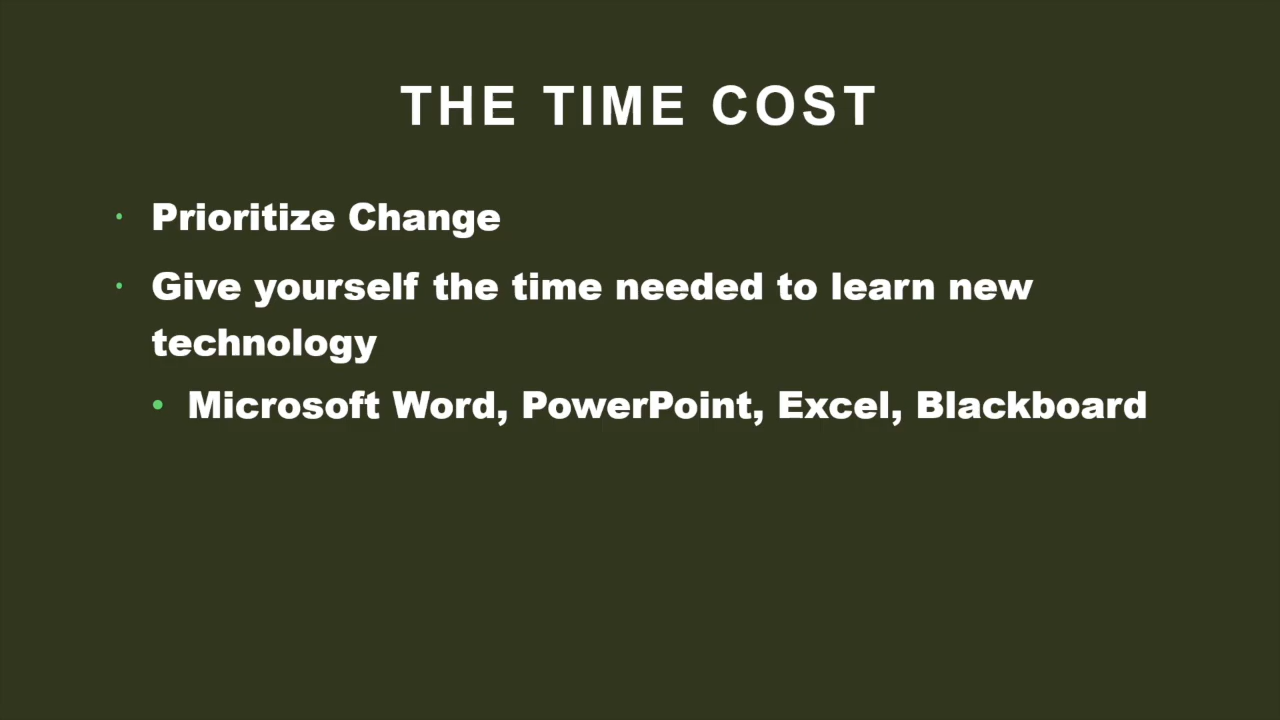 THE TIME COST
Prioritize Change
Give yourself the time needed to learn new
technology
Microsoft Word, PowerPoint, Excel, Blackboard